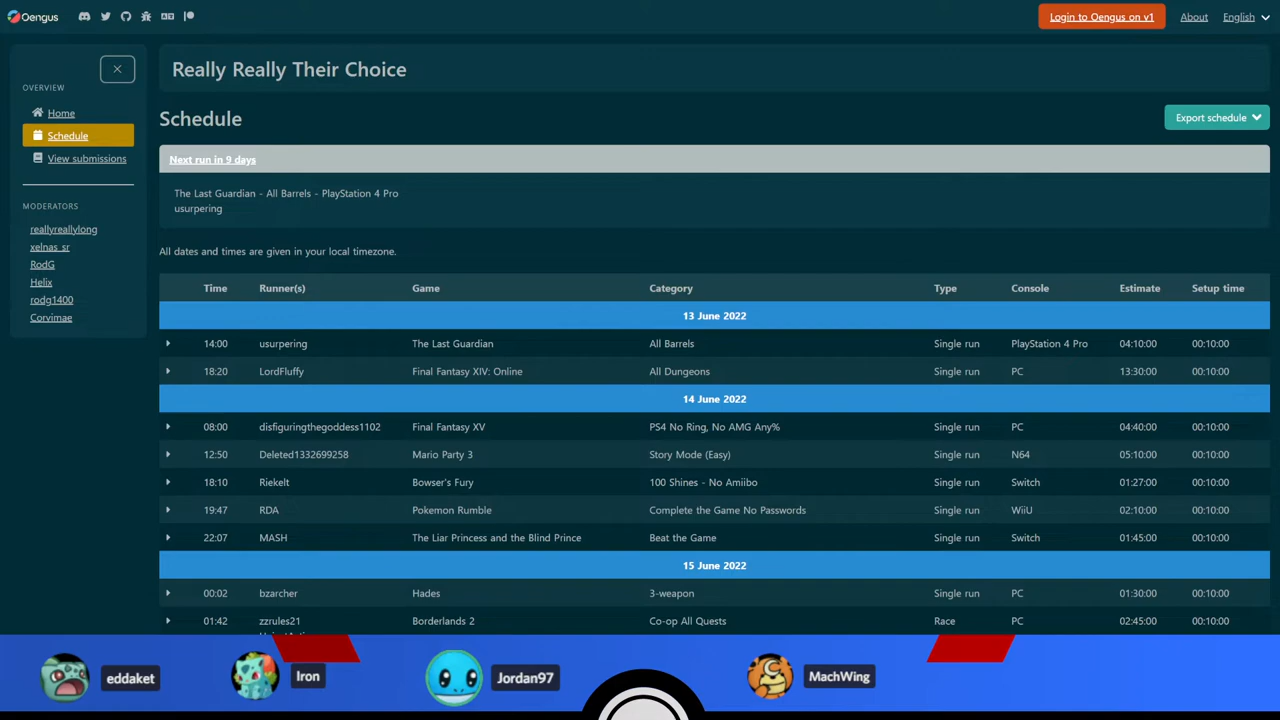 Oengus
Login to Oengus on v1
About
English
OVERVIEW
Home
Schedule
View submissions
MODERATORS
reallyreallylong
xelnas_sr
RodG
Helix
rodg1400
Corvimae
Really Really Their Choice
Schedule
Export schedule
Next run in 9 days
The Last Guardian - All Barrels - PlayStation 4 Pro
usurpering
All dates and times are given in your local timezone.
Time Runner(s) Game Category Type Console Estimate Setup time
13 June 2022
14:00 usurpering The Last Guardian All Barrels Single run PlayStation 4 Pro 04:10:00 00:10:00
18:20 LordFluffy Final Fantasy XIV: Online All Dungeons Single run PC 13:30:00 00:10:00
14 June 2022
08:00 disfiguringthegoddess1102 Final Fantasy XV PS4 No Ring, No AMG Any% Single run PC 04:40:00 00:10:00
12:50 Deleted1332699258 Mario Party 3 Story Mode (Easy) Single run N64 05:10:00 00:10:00
18:10 Riekelt Bowser's Fury 100 Shines - No Amiibo Single run Switch 01:27:00 00:10:00
19:47 RDA Pokemon Rumble Complete the Game No Passwords Single run WiiU 02:10:00 00:10:00
22:07 MASH The Liar Princess and the Blind Prince Beat the Game Single run Switch 01:45:00 00:10:00
15 June 2022
00:02 bzarcher Hades 3-weapon Single run PC 01:30:00 00:10:00
01:42 zzrules21 Borderlands 2 Co-op All Quests Race PC 02:45:00 00:10:00
eddaket
Iron
Jordan97
MachWing